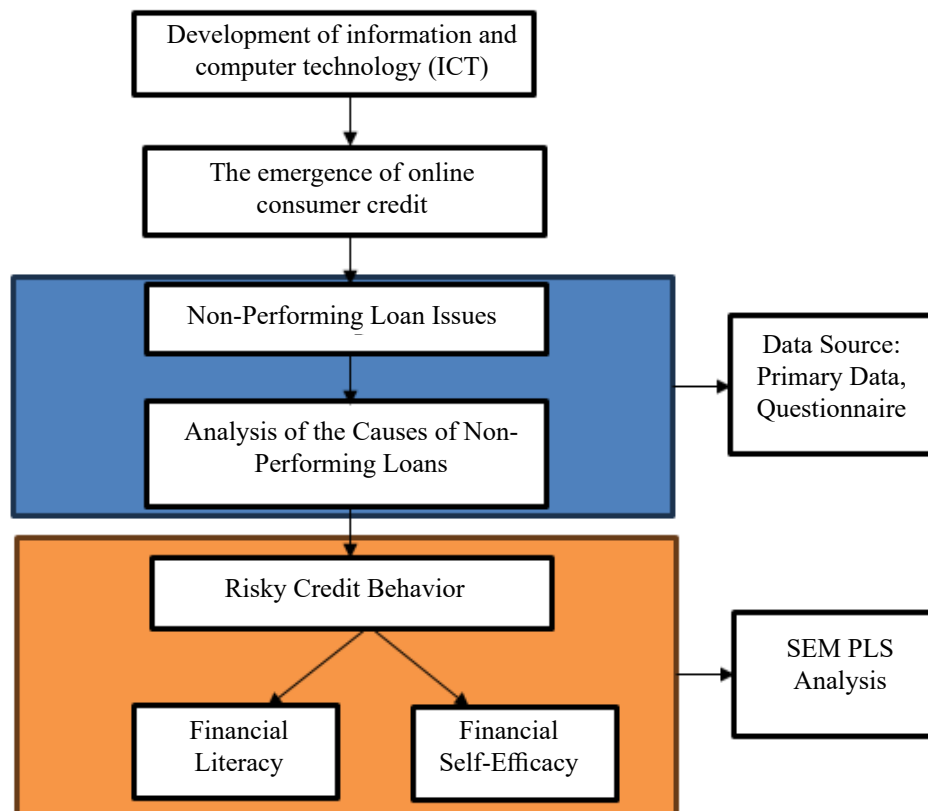 Development of information and
computer technology (ICT)
The emergence of online
consumer credit
Non-Performing Loan Issues
Data Source:
Primary Data,
Questionnaire
Analysis of the Causes of Non-
Performing Loans
Risky Credit Behavior
SEM PLS
Analysis
Financial
Literacy
Financial
Self-Efficacy